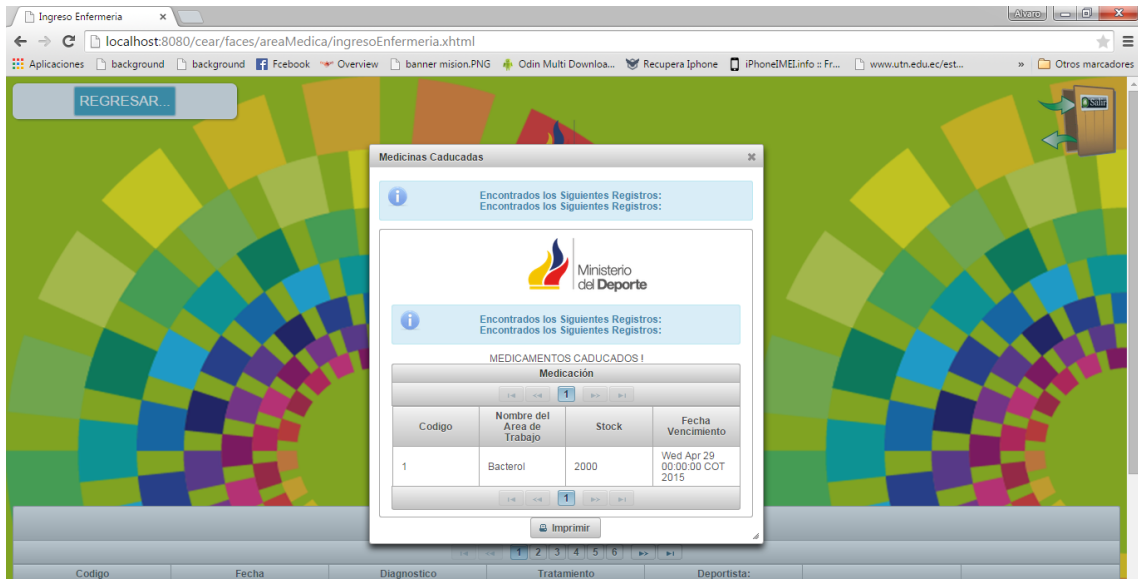 Ingreso Enfermeria
Alvaro
localhost:8080/cear/faces/areaMedica/ingresoEnfermeria.xhtml
Aplicaciones background background Fcebook Overview banner mision.PNG Odin Multi Downloa... Recupera Iphone iPhoneIMEI.info :: Fr... www.utn.edu.ec/est... » Otros marcadores
REGRESAR...
Salir
Medicinas Caducadas
Encontrados los Siguientes Registros:
Encontrados los Siguientes Registros:
Ministerio
del Deporte
Encontrados los Siguientes Registros:
Encontrados los Siguientes Registros:
MEDICAMENTOS CADUCADOS !
Medicación
1
Codigo Nombre del Area de Trabajo Stock Fecha Vencimiento
1 Bacterol 2000 Wed Apr 29 00:00:00 COT 2015
1
Imprimir
1 2 3 4 5 6
Codigo Fecha Diagnostico Tratamiento Deportista: